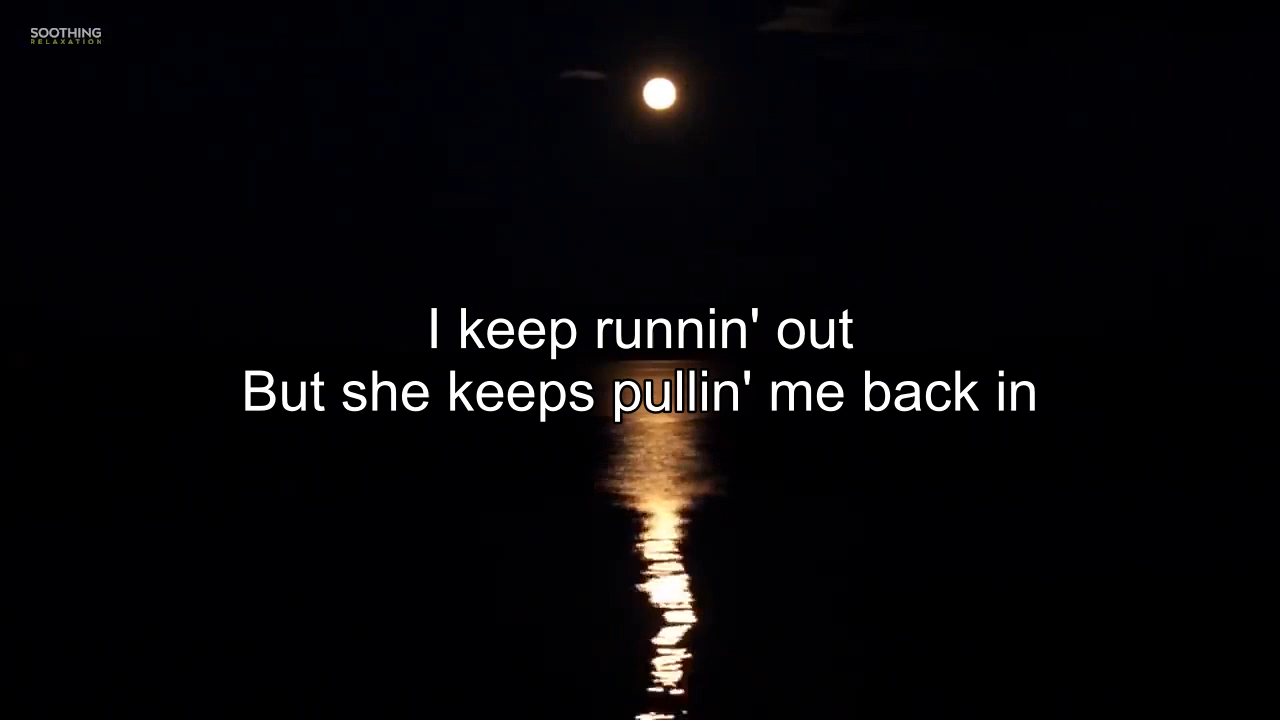 SOOTHING
RELAXATION
I keep runnin' out
But she keeps pullin' me back in